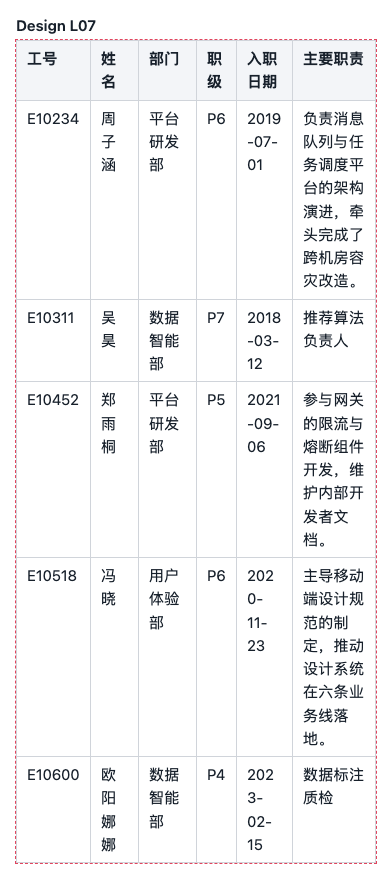 Design L07
工号 姓名 部门 职级 入职日期 主要职责
E10234 周子涵 平台研发部 P6 2019-07-01 负责消息队列与任务调度平台的架构演进，牵头完成了跨机房容灾改造。
E10311 吴昊 数据智能部 P7 2018-03-12 推荐算法负责人
E10452 郑雨桐 平台研发部 P5 2021-09-06 参与网关的限流与熔断组件开发，维护内部开发者文档。
E10518 冯晓 用户体验部 P6 2020-11-23 主导移动端设计规范的制定，推动设计系统在六条业务线落地。
E10600 欧阳娜娜 数据智能部 P4 2023-02-15 数据标注质检